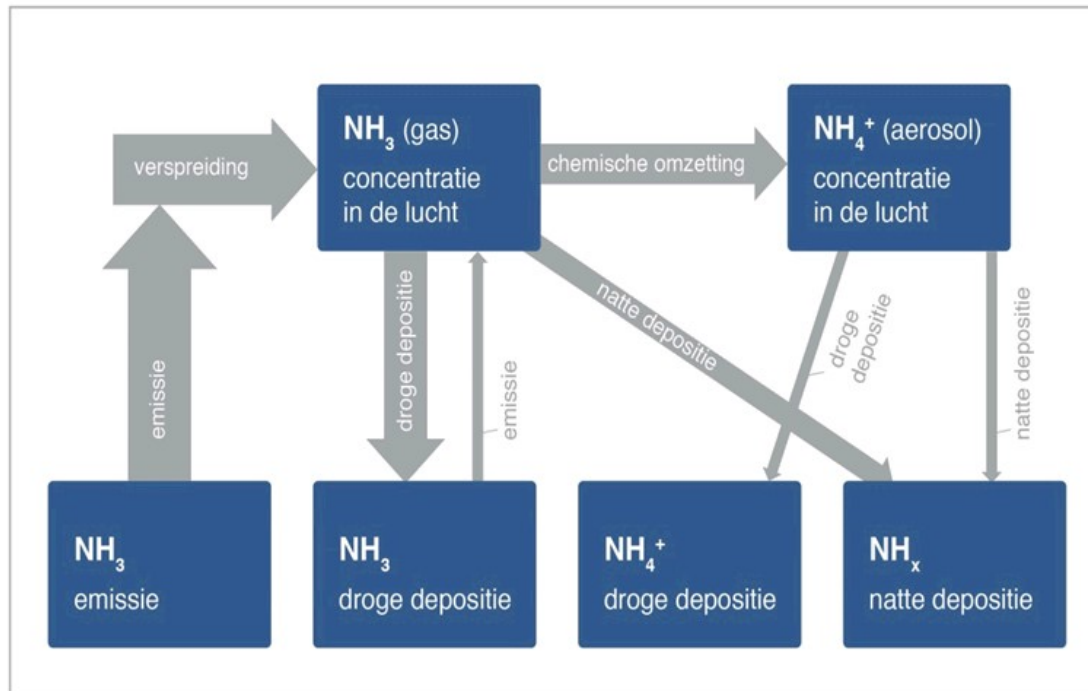 NH₃ (gas)
concentratie
in de lucht
NH₄⁺ (aerosol)
concentratie
in de lucht
verspreiding
chemische omzetting
emissie
droge depositie
emissie
natte depositie
droge
depositie
natte depositie
NH₃
emissie
NH₃
droge depositie
NH₄⁺
droge depositie
NHₓ
natte depositie